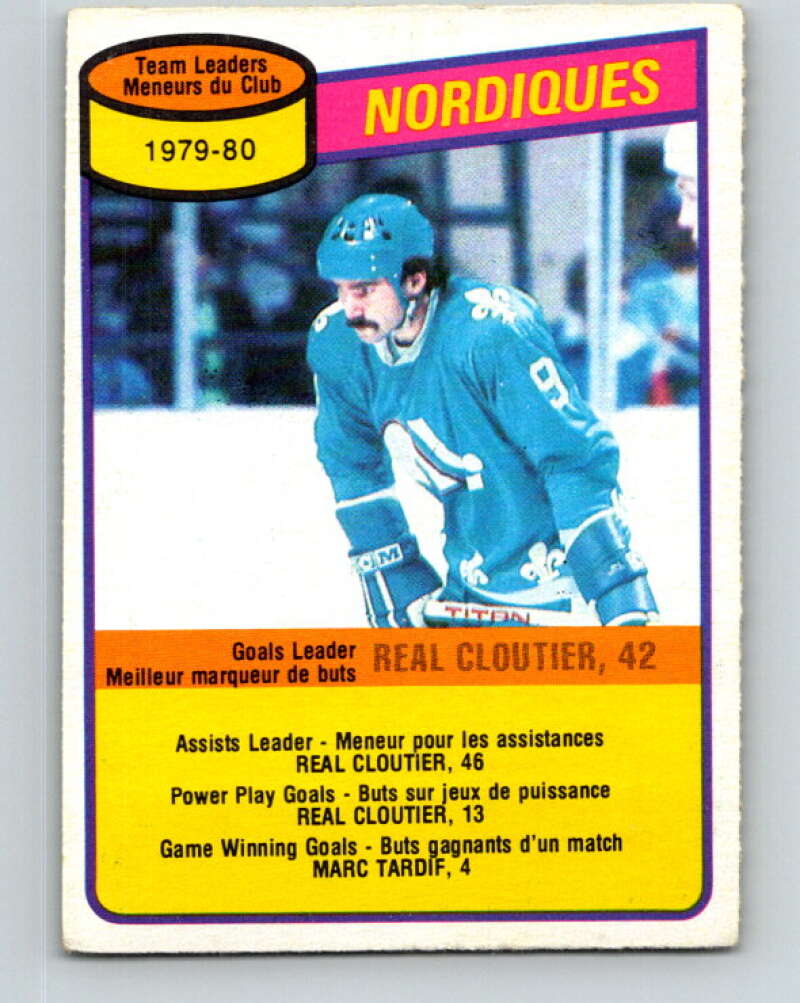 Team Leaders
Meneurs du Club
1979-80
NORDIQUES
9
COM
TITAN
Goals Leader
Meilleur marqueur de buts
REAL CLOUTIER, 42
Assists Leader - Meneur pour les assistances
REAL CLOUTIER, 46
Power Play Goals - Buts sur jeux de puissance
REAL CLOUTIER, 13
Game Winning Goals - Buts gagnants d'un match
MARC TARDIF, 4